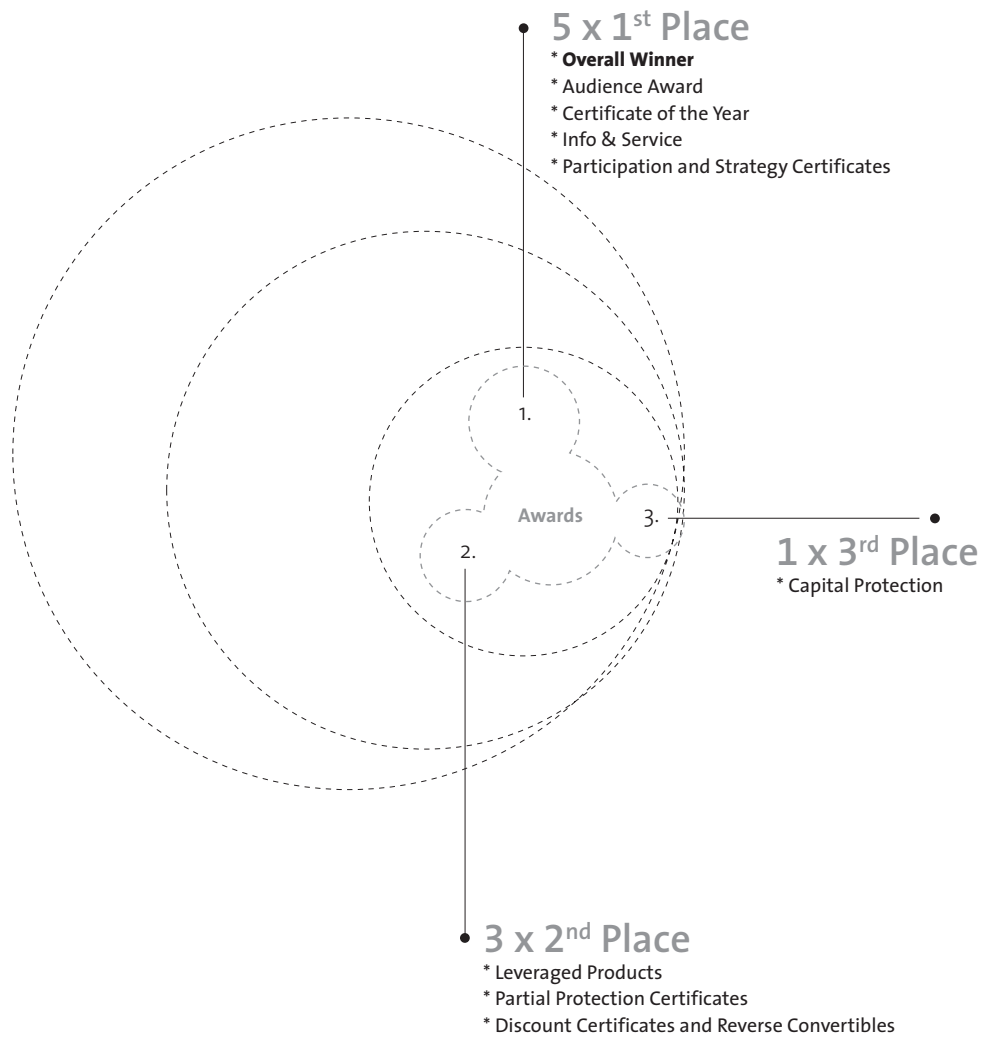 5 x 1st Place
* Overall Winner
* Audience Award
* Certificate of the Year
* Info & Service
* Participation and Strategy Certificates
1.
Awards
3.
2.
1 x 3rd Place
* Capital Protection
3 x 2nd Place
* Leveraged Products
* Partial Protection Certificates
* Discount Certificates and Reverse Convertibles